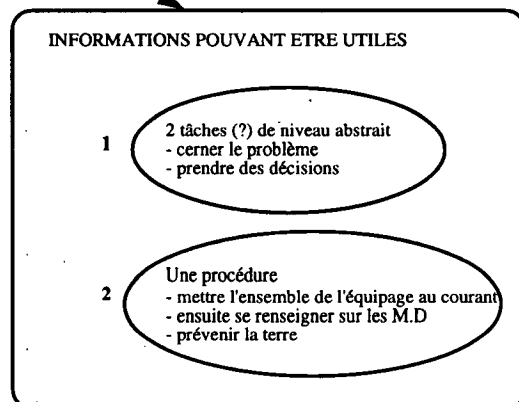 INFORMATIONS POUVANT ETRE UTILES
1
2 tâches (?) de niveau abstrait
- cerner le problème
- prendre des décisions
2
Une procédure
- mettre l'ensemble de l'équipage au courant
- ensuite se renseigner sur les M.D
- prévenir la terre